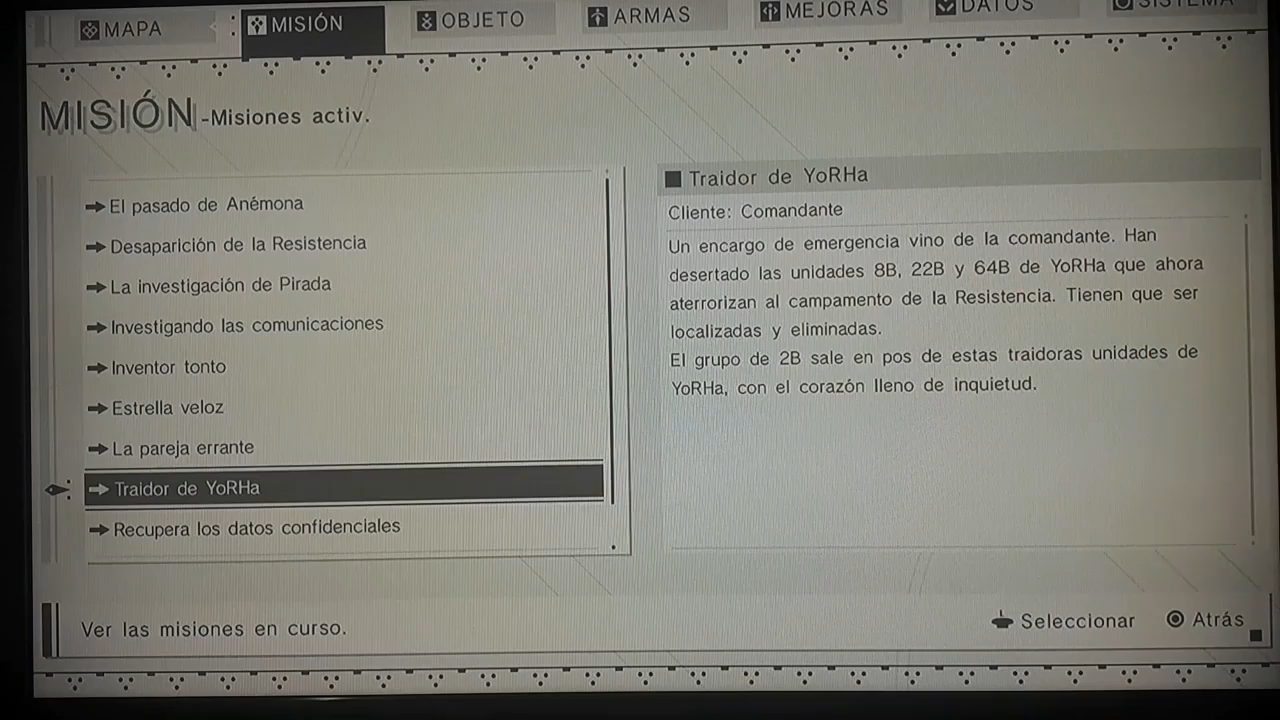 MAPA
MISIÓN
OBJETO
ARMAS
MEJORAS
DATOS
SISTEMA
MISIÓN -Misiones activ.
El pasado de Anémona
Desaparición de la Resistencia
La investigación de Pirada
Investigando las comunicaciones
Inventor tonto
Estrella veloz
La pareja errante
Traidor de YoRHa
Recupera los datos confidenciales
Traidor de YoRHa
Cliente: Comandante
Un encargo de emergencia vino de la comandante. Han
desertado las unidades 8B, 22B y 64B de YoRHa que ahora
aterrorizan al campamento de la Resistencia. Tienen que ser
localizadas y eliminadas.
El grupo de 2B sale en pos de estas traidoras unidades de
YoRHa, con el corazón lleno de inquietud.
Ver las misiones en curso.
Seleccionar
Atrás